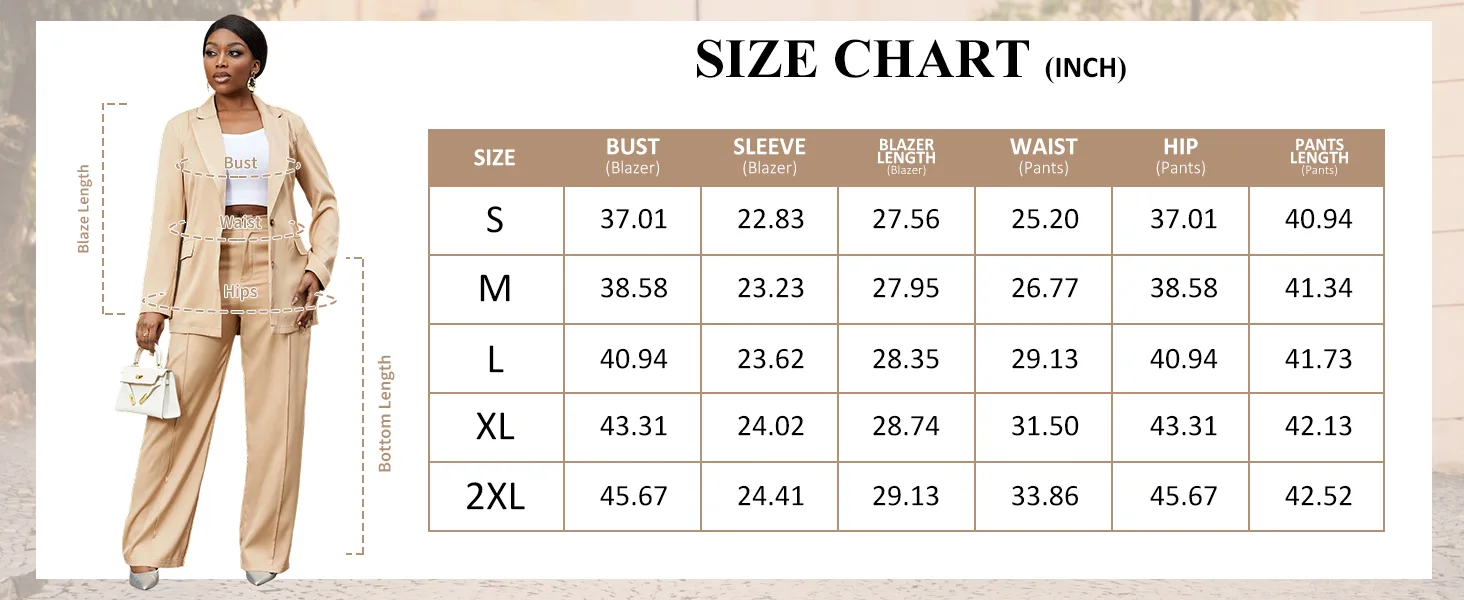 SIZE CHART (INCH)
Blaze Length
Bust
Waist
Hips
Bottom Length
SIZE BUST (Blazer) SLEEVE (Blazer) BLAZER LENGTH (Blazer) WAIST (Pants) HIP (Pants) PANTS LENGTH (Pants)
S 37.01 22.83 27.56 25.20 37.01 40.94
M 38.58 23.23 27.95 26.77 38.58 41.34
L 40.94 23.62 28.35 29.13 40.94 41.73
XL 43.31 24.02 28.74 31.50 43.31 42.13
2XL 45.67 24.41 29.13 33.86 45.67 42.52